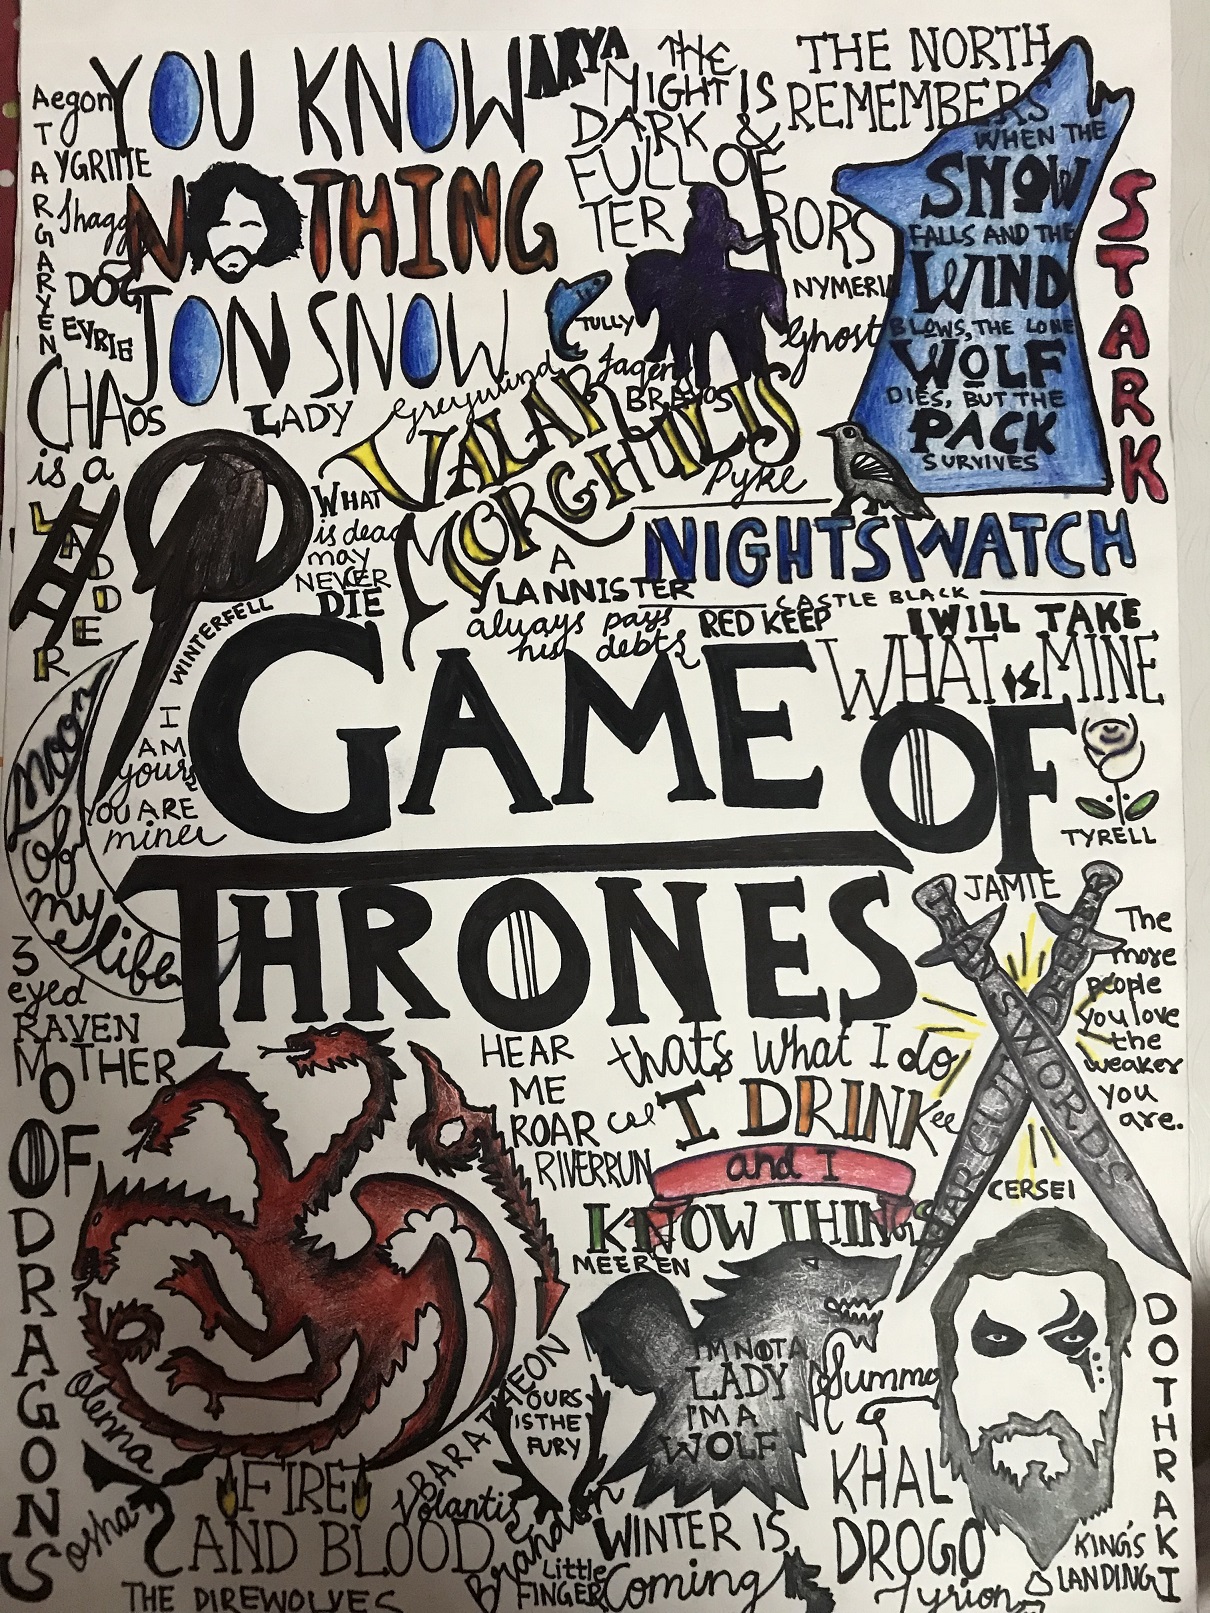 YOU KNOW
NOTHING
JON SNOW
ARYA
THE
NIGHT IS
DARK &
FULL OF
TERRORS
THE NORTH
REMEMBERS
WHEN THE
SNOW
FALLS AND THE
WIND
BLOWS, THE LONE
WOLF
DIES, BUT THE
PACK
SURVIVES
STARK
Aegon
TARGARYEN
YGRITTE
Shaggy
DOG
EYRIE
CHAOS
is a
LADDER
LADY
Greywind
TULLY
Jagen
BRAVOS
NYMERIA
Ghost
VALAR
MORGHULIS
Pyke
NIGHTSWATCH
CASTLE BLACK
WHAT
is dead
may
NEVER
DIE
WINTERFELL
A
LANNISTER
always pays
his debts
RED KEEP
I WILL TAKE
WHAT IS MINE
GAME OF
THRONES
TYRELL
I
AM
yours
YOU ARE
mine
Moon
of
my
life
3
eyed
RAVEN
MOTHER
OF
DRAGONS
JAMIE
The
more
people
you love
the
weaker
you
are.
SWORDS
CERSEI
HEAR
ME
ROAR
RIVERRUN
that's what I do
I DRINK
and I
KNOW THINGS
MEEREEN
I'M NOT A
LADY
I'M A
WOLF
Summer
BARATHEON
OURS
IS THE
FURY
Olenna
Osha
FIRE
AND BLOOD
Volantis
THE DIREWOLVES
Brandon
Little
FINGER
WINTER IS
Coming
KHAL
DROGO
Tyrion
DOTHRAKI
KING'S
LANDING